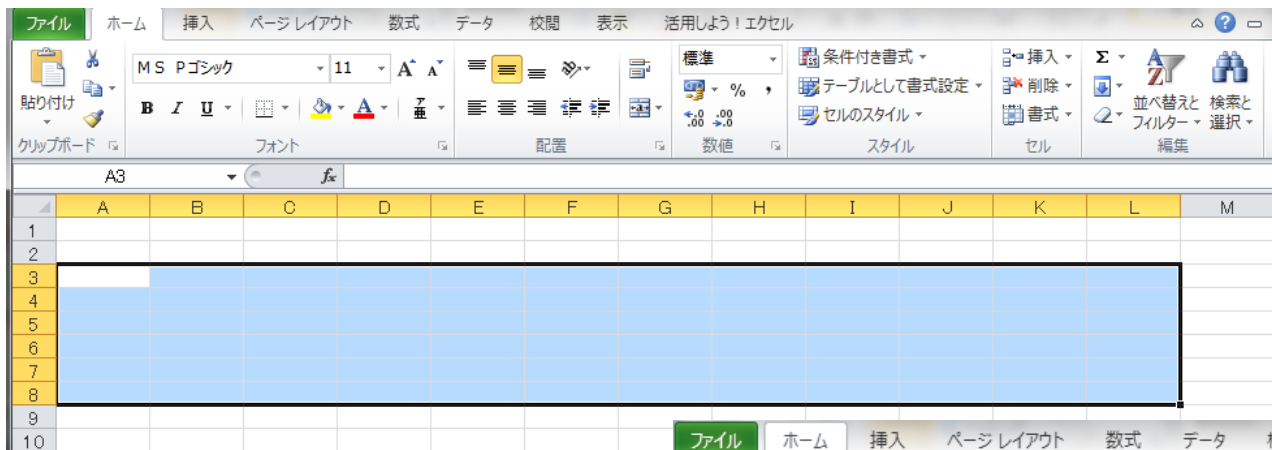 ファイル ホーム 挿入 ページ レイアウト 数式 データ 校閲 表示 活用しよう！エクセル
ＭＳ Ｐゴシック 11 A A 標準 条件付き書式 挿入 Σ
貼り付け % , テーブルとして書式設定 削除 並べ替えと 検索と
B I U A 亜 .00 .00 セルのスタイル 書式 フィルター 選択
クリップボード フォント 配置 数値 スタイル セル 編集
A3 fx
A B C D E F G H I J K L M
1
2
3
4
5
6
7
8
9
10
ファイル ホーム 挿入 ページ レイアウト 数式 データ